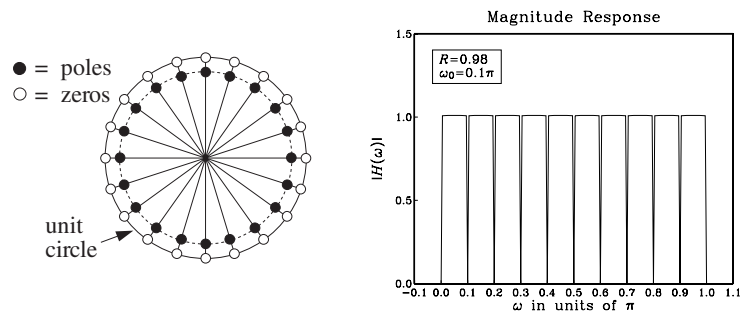 ● = poles
○ = zeros
unit
circle
Magnitude Response
R=0.98
ω₀=0.1π
|H(ω)|
1.5
1.0
0.5
0.0
-0.1 0.0 0.1 0.2 0.3 0.4 0.5 0.6 0.7 0.8 0.9 1.0 1.1
ω in units of π